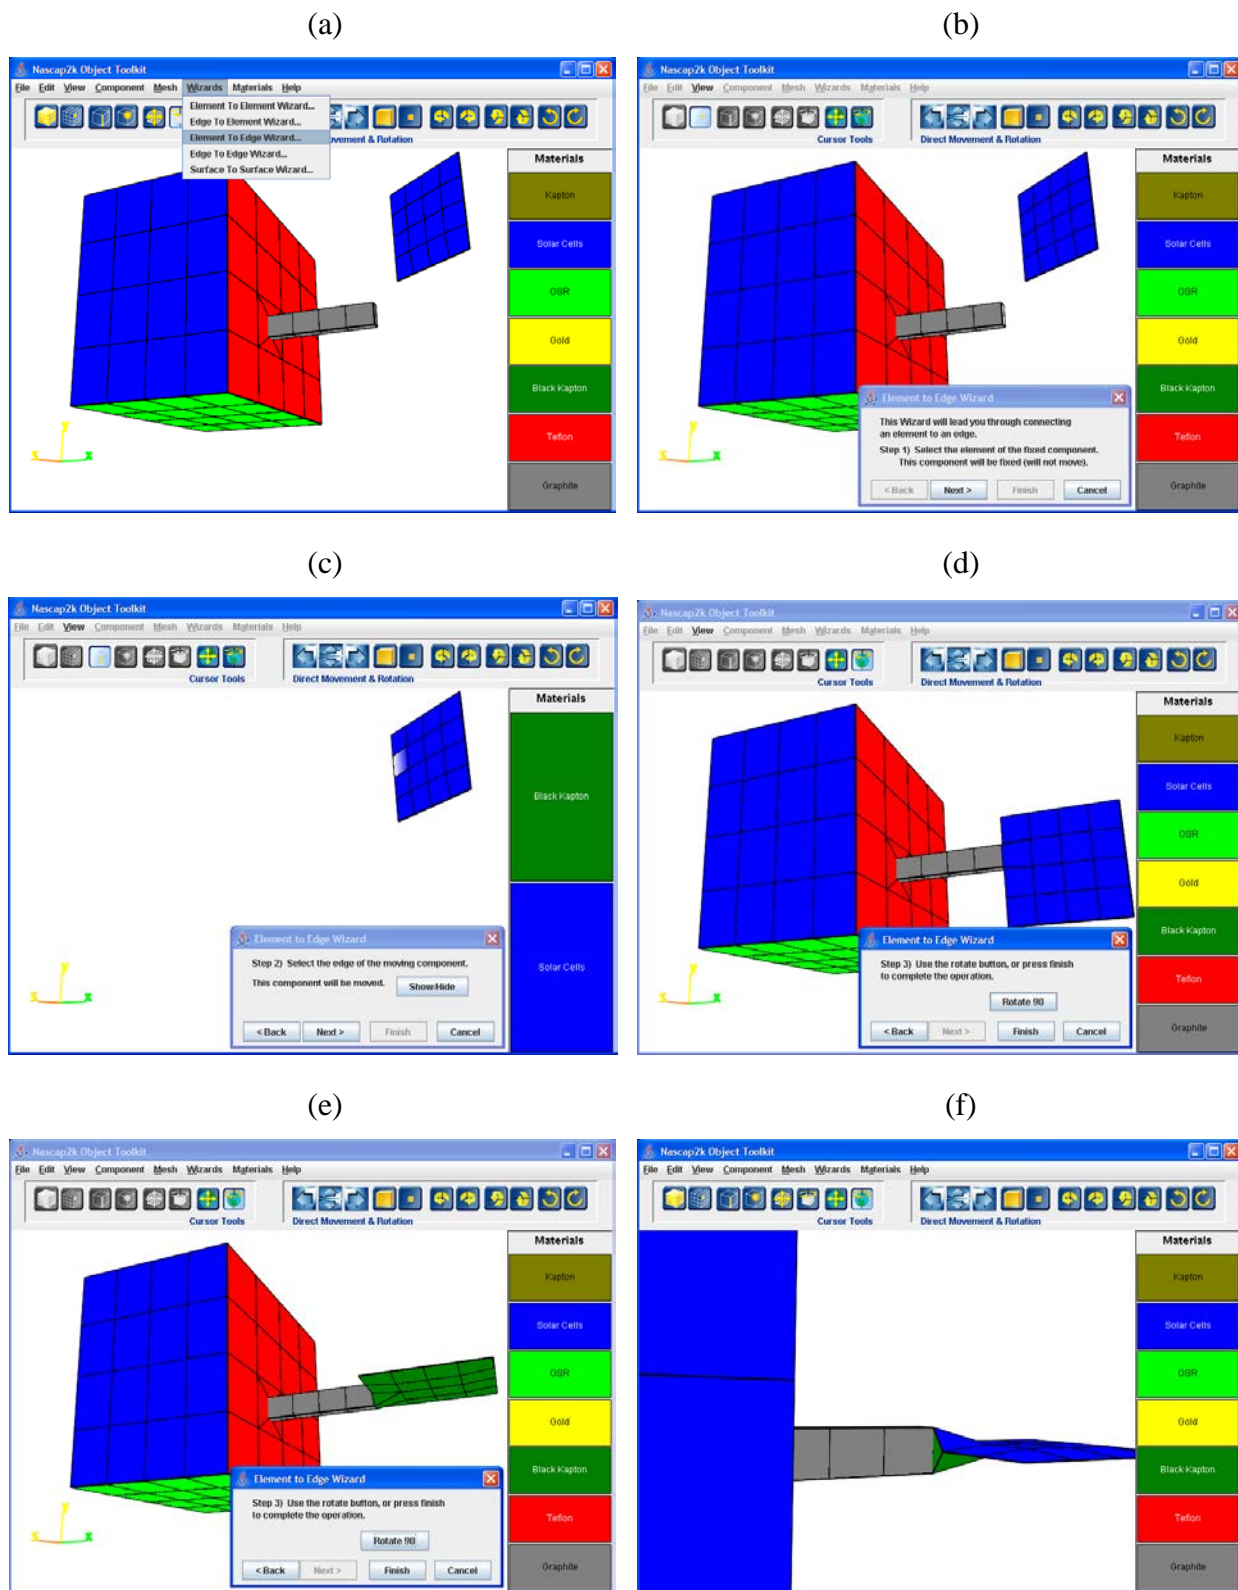 (a)
Nascap2k Object Toolkit
File Edit View Component Mesh Wizards Materials Help
Element To Element Wizard...
Edge To Element Wizard...
Element To Edge Wizard...
Edge To Edge Wizard...
Surface To Surface Wizard...
Movement & Rotation
Materials
Kapton
Solar Cells
OSR
Gold
Black Kapton
Teflon
Graphite
y
z x
(b)
Nascap2k Object Toolkit
File Edit View Component Mesh Wizards Materials Help
Cursor Tools Direct Movement & Rotation
Materials
Kapton
Solar Cells
OSR
Gold
Black Kapton
Teflon
Graphite
y
z x
Element to Edge Wizard
This Wizard will lead you through connecting
an element to an edge.
Step 1) Select the element of the fixed component.
This component will be fixed (will not move).
< Back Next > Finish Cancel
(c)
Nascap2k Object Toolkit
File Edit View Component Mesh Wizards Materials Help
Cursor Tools Direct Movement & Rotation
Materials
Black Kapton
Solar Cells
y
z x
Element to Edge Wizard
Step 2) Select the edge of the moving component.
This component will be moved. Show/Hide
< Back Next > Finish Cancel
(d)
Nascap2k Object Toolkit
File Edit View Component Mesh Wizards Materials Help
Cursor Tools Direct Movement & Rotation
Materials
Kapton
Solar Cells
OSR
Gold
Black Kapton
Teflon
Graphite
y
z x
Element to Edge Wizard
Step 3) Use the rotate button, or press finish
to complete the operation.
Rotate 90
< Back Next > Finish Cancel
(e)
Nascap2k Object Toolkit
File Edit View Component Mesh Wizards Materials Help
Cursor Tools Direct Movement & Rotation
Materials
Kapton
Solar Cells
OSR
Gold
Black Kapton
Teflon
Graphite
y
z x
Element to Edge Wizard
Step 3) Use the rotate button, or press finish
to complete the operation.
Rotate 90
< Back Next > Finish Cancel
(f)
Nascap2k Object Toolkit
File Edit View Component Mesh Wizards Materials Help
Cursor Tools Direct Movement & Rotation
Materials
Kapton
Solar Cells
OSR
Gold
Black Kapton
Teflon
Graphite